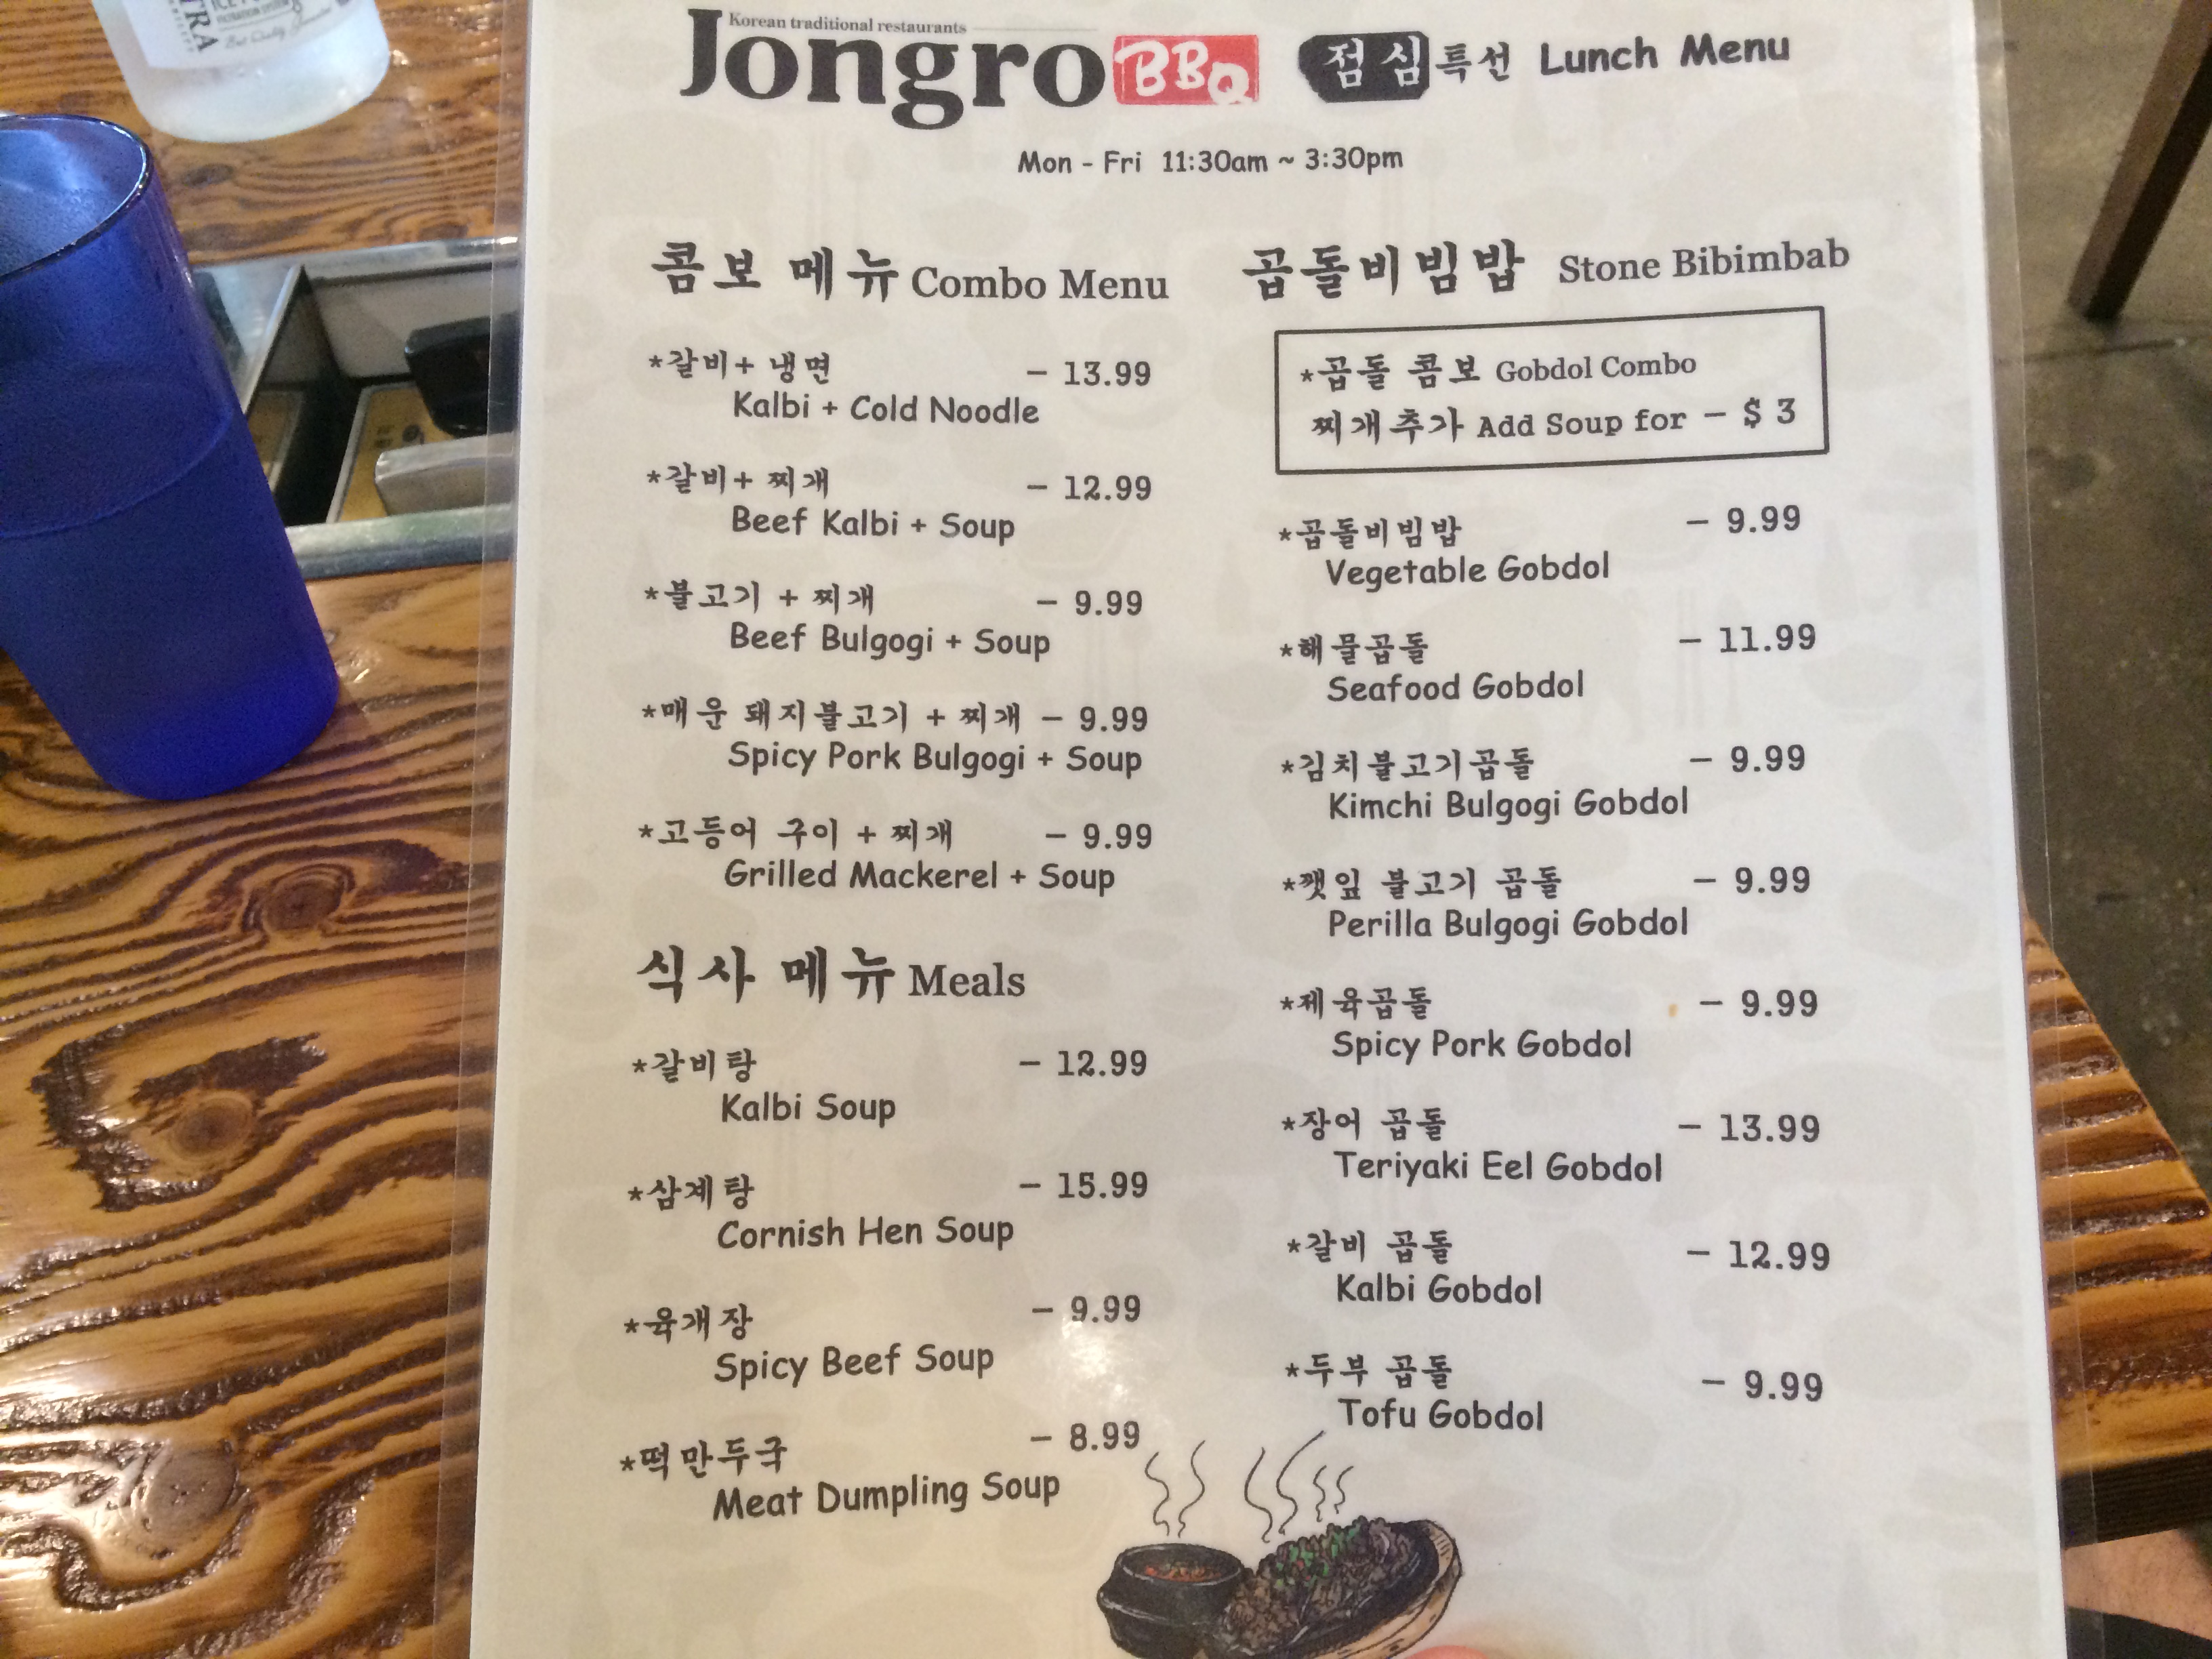 TRA
ICE
FILTRATION SYSTEM
Best Quality
Korean traditional restaurants
Jongro BBQ 점심특선 Lunch Menu
Mon - Fri 11:30am ~ 3:30pm
콤보 메뉴 Combo Menu
*갈비+ 냉면 - 13.99
Kalbi + Cold Noodle
*갈비+ 찌개 - 12.99
Beef Kalbi + Soup
*불고기 + 찌개 - 9.99
Beef Bulgogi + Soup
*매운 돼지불고기 + 찌개 - 9.99
Spicy Pork Bulgogi + Soup
*고등어 구이 + 찌개 - 9.99
Grilled Mackerel + Soup
식사 메뉴 Meals
*갈비탕 - 12.99
Kalbi Soup
*삼계탕 - 15.99
Cornish Hen Soup
*육개장 - 9.99
Spicy Beef Soup
*떡만두국 - 8.99
Meat Dumpling Soup
곱돌비빔밥 Stone Bibimbab
*곱돌 콤보 Gobdol Combo
찌개추가 Add Soup for - $ 3
*곱돌비빔밥 - 9.99
Vegetable Gobdol
*해물곱돌 - 11.99
Seafood Gobdol
*김치불고기곱돌 - 9.99
Kimchi Bulgogi Gobdol
*깻잎 불고기 곱돌 - 9.99
Perilla Bulgogi Gobdol
*제육곱돌 - 9.99
Spicy Pork Gobdol
*장어 곱돌 - 13.99
Teriyaki Eel Gobdol
*갈비 곱돌 - 12.99
Kalbi Gobdol
*두부 곱돌 - 9.99
Tofu Gobdol